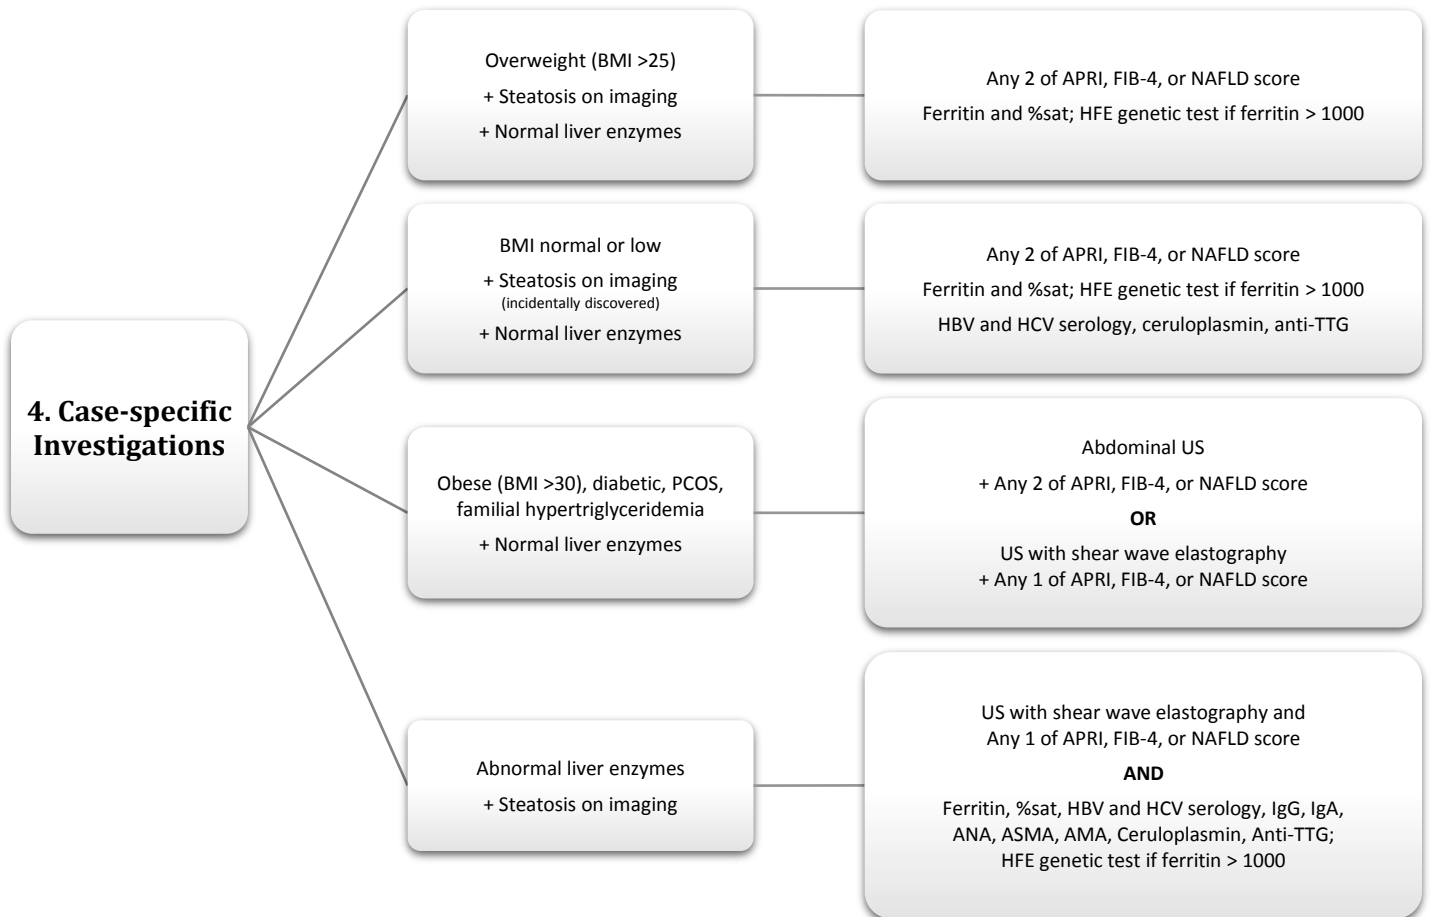 4. Case-specific
Investigations
Overweight (BMI >25)
+ Steatosis on imaging
+ Normal liver enzymes
Any 2 of APRI, FIB-4, or NAFLD score
Ferritin and %sat; HFE genetic test if ferritin > 1000
BMI normal or low
+ Steatosis on imaging
(incidentally discovered)
+ Normal liver enzymes
Any 2 of APRI, FIB-4, or NAFLD score
Ferritin and %sat; HFE genetic test if ferritin > 1000
HBV and HCV serology, ceruloplasmin, anti-TTG
Obese (BMI >30), diabetic, PCOS,
familial hypertriglyceridemia
+ Normal liver enzymes
Abdominal US
+ Any 2 of APRI, FIB-4, or NAFLD score
OR
US with shear wave elastography
+ Any 1 of APRI, FIB-4, or NAFLD score
Abnormal liver enzymes
+ Steatosis on imaging
US with shear wave elastography and
Any 1 of APRI, FIB-4, or NAFLD score
AND
Ferritin, %sat, HBV and HCV serology, IgG, IgA,
ANA, ASMA, AMA, Ceruloplasmin, Anti-TTG;
HFE genetic test if ferritin > 1000